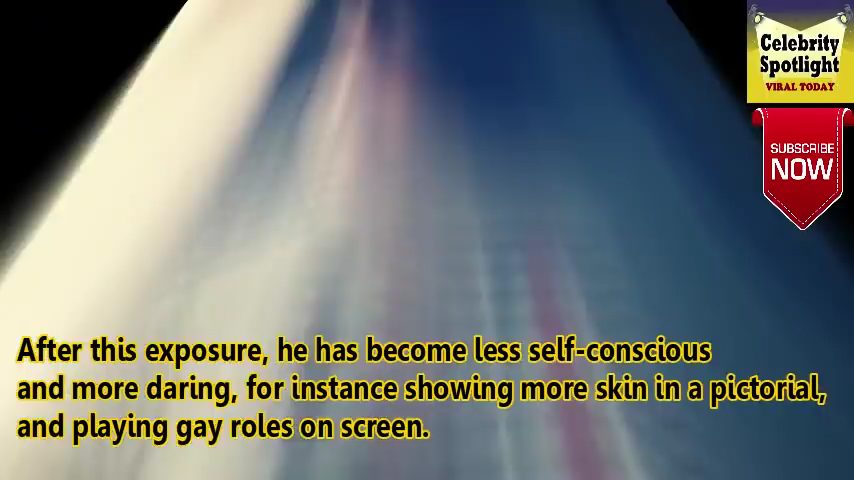 Celebrity
Spotlight
VIRAL TODAY
SUBSCRIBE
NOW
After this exposure, he has become less self-conscious
and more daring, for instance showing more skin in a pictorial,
and playing gay roles on screen.